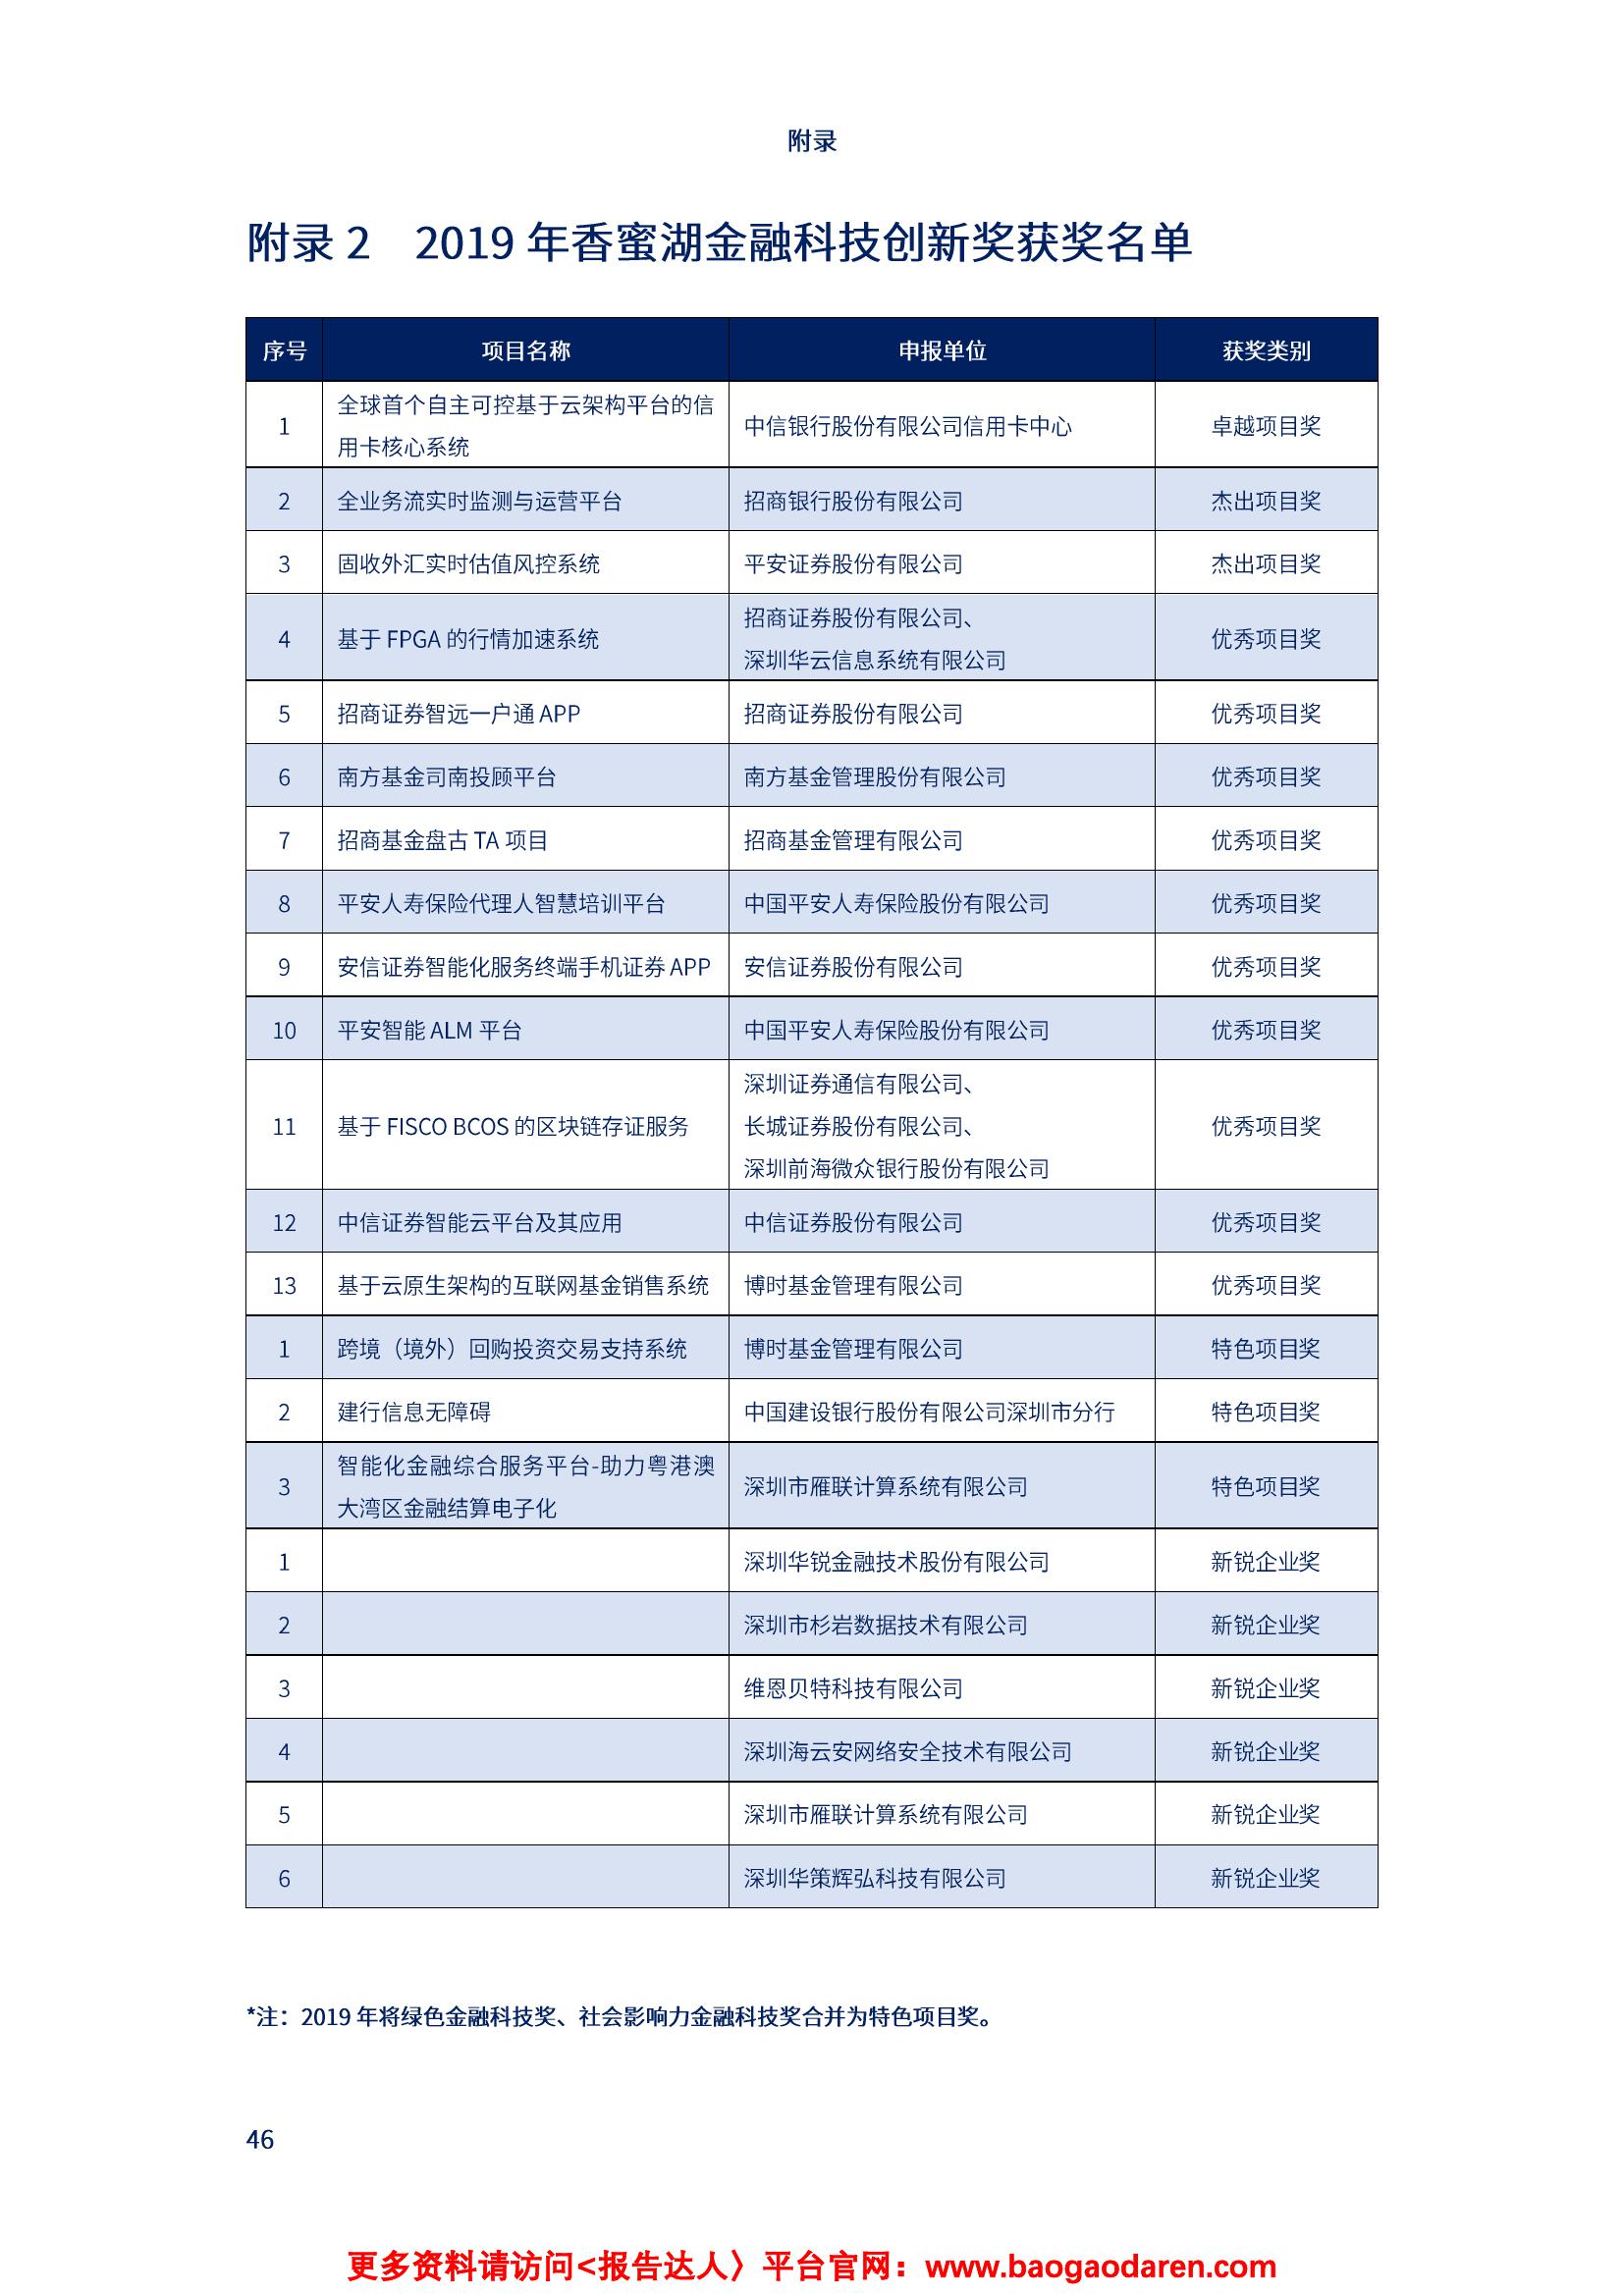 附录
附录 2　2019 年香蜜湖金融科技创新奖获奖名单
序号 项目名称 申报单位 获奖类别
1 全球首个自主可控基于云架构平台的信 中信银行股份有限公司信用卡中心 卓越项目奖
用卡核心系统
2 全业务流实时监测与运营平台 招商银行股份有限公司 杰出项目奖
3 固收外汇实时估值风控系统 平安证券股份有限公司 杰出项目奖
4 基于 FPGA 的行情加速系统 招商证券股份有限公司、 优秀项目奖
深圳华云信息系统有限公司
5 招商证券智远一户通 APP 招商证券股份有限公司 优秀项目奖
6 南方基金司南投顾平台 南方基金管理股份有限公司 优秀项目奖
7 招商基金盘古 TA 项目 招商基金管理有限公司 优秀项目奖
8 平安人寿保险代理人智慧培训平台 中国平安人寿保险股份有限公司 优秀项目奖
9 安信证券智能化服务终端手机证券 APP 安信证券股份有限公司 优秀项目奖
10 平安智能 ALM 平台 中国平安人寿保险股份有限公司 优秀项目奖
11 基于 FISCO BCOS 的区块链存证服务 深圳证券通信有限公司、 优秀项目奖
长城证券股份有限公司、
深圳前海微众银行股份有限公司
12 中信证券智能云平台及其应用 中信证券股份有限公司 优秀项目奖
13 基于云原生架构的互联网基金销售系统 博时基金管理有限公司 优秀项目奖
1 跨境（境外）回购投资交易支持系统 博时基金管理有限公司 特色项目奖
2 建行信息无障碍 中国建设银行股份有限公司深圳市分行 特色项目奖
3 智能化金融综合服务平台-助力粤港澳 深圳市雁联计算系统有限公司 特色项目奖
大湾区金融结算电子化
1 深圳华锐金融技术股份有限公司 新锐企业奖
2 深圳市杉岩数据技术有限公司 新锐企业奖
3 维恩贝特科技有限公司 新锐企业奖
4 深圳海云安网络安全技术有限公司 新锐企业奖
5 深圳市雁联计算系统有限公司 新锐企业奖
6 深圳华策辉弘科技有限公司 新锐企业奖
*注：2019 年将绿色金融科技奖、社会影响力金融科技奖合并为特色项目奖。
46
更多资料请访问<报告达人〉平台官网：www.baogaodaren.com